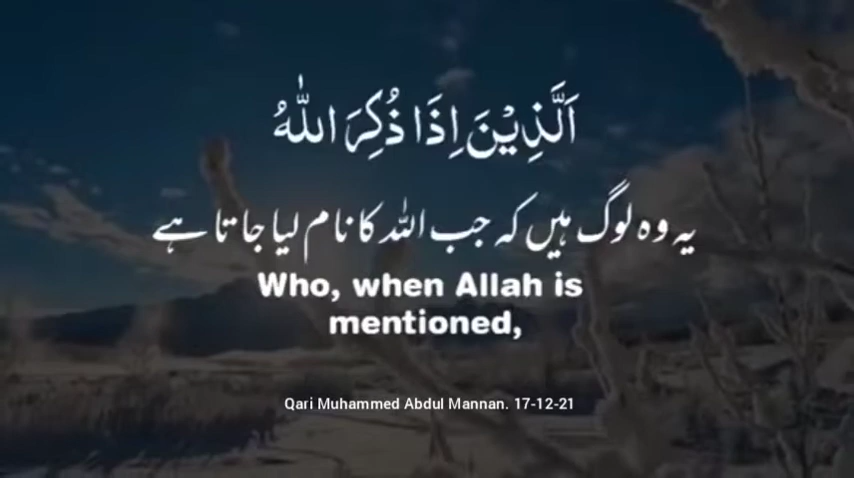 اَلَّذِيْنَ اِذَا ذُكِرَ اللّٰهُ
یہ وہ لوگ ہیں کہ جب اللہ کا نام لیا جاتا ہے
Who, when Allah is
mentioned,
Qari Muhammed Abdul Mannan. 17-12-21